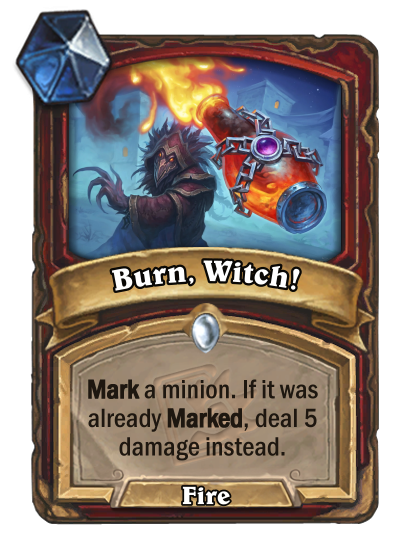 Burn, Witch!
Mark a minion. If it was
already Marked, deal 5
damage instead.
Fire